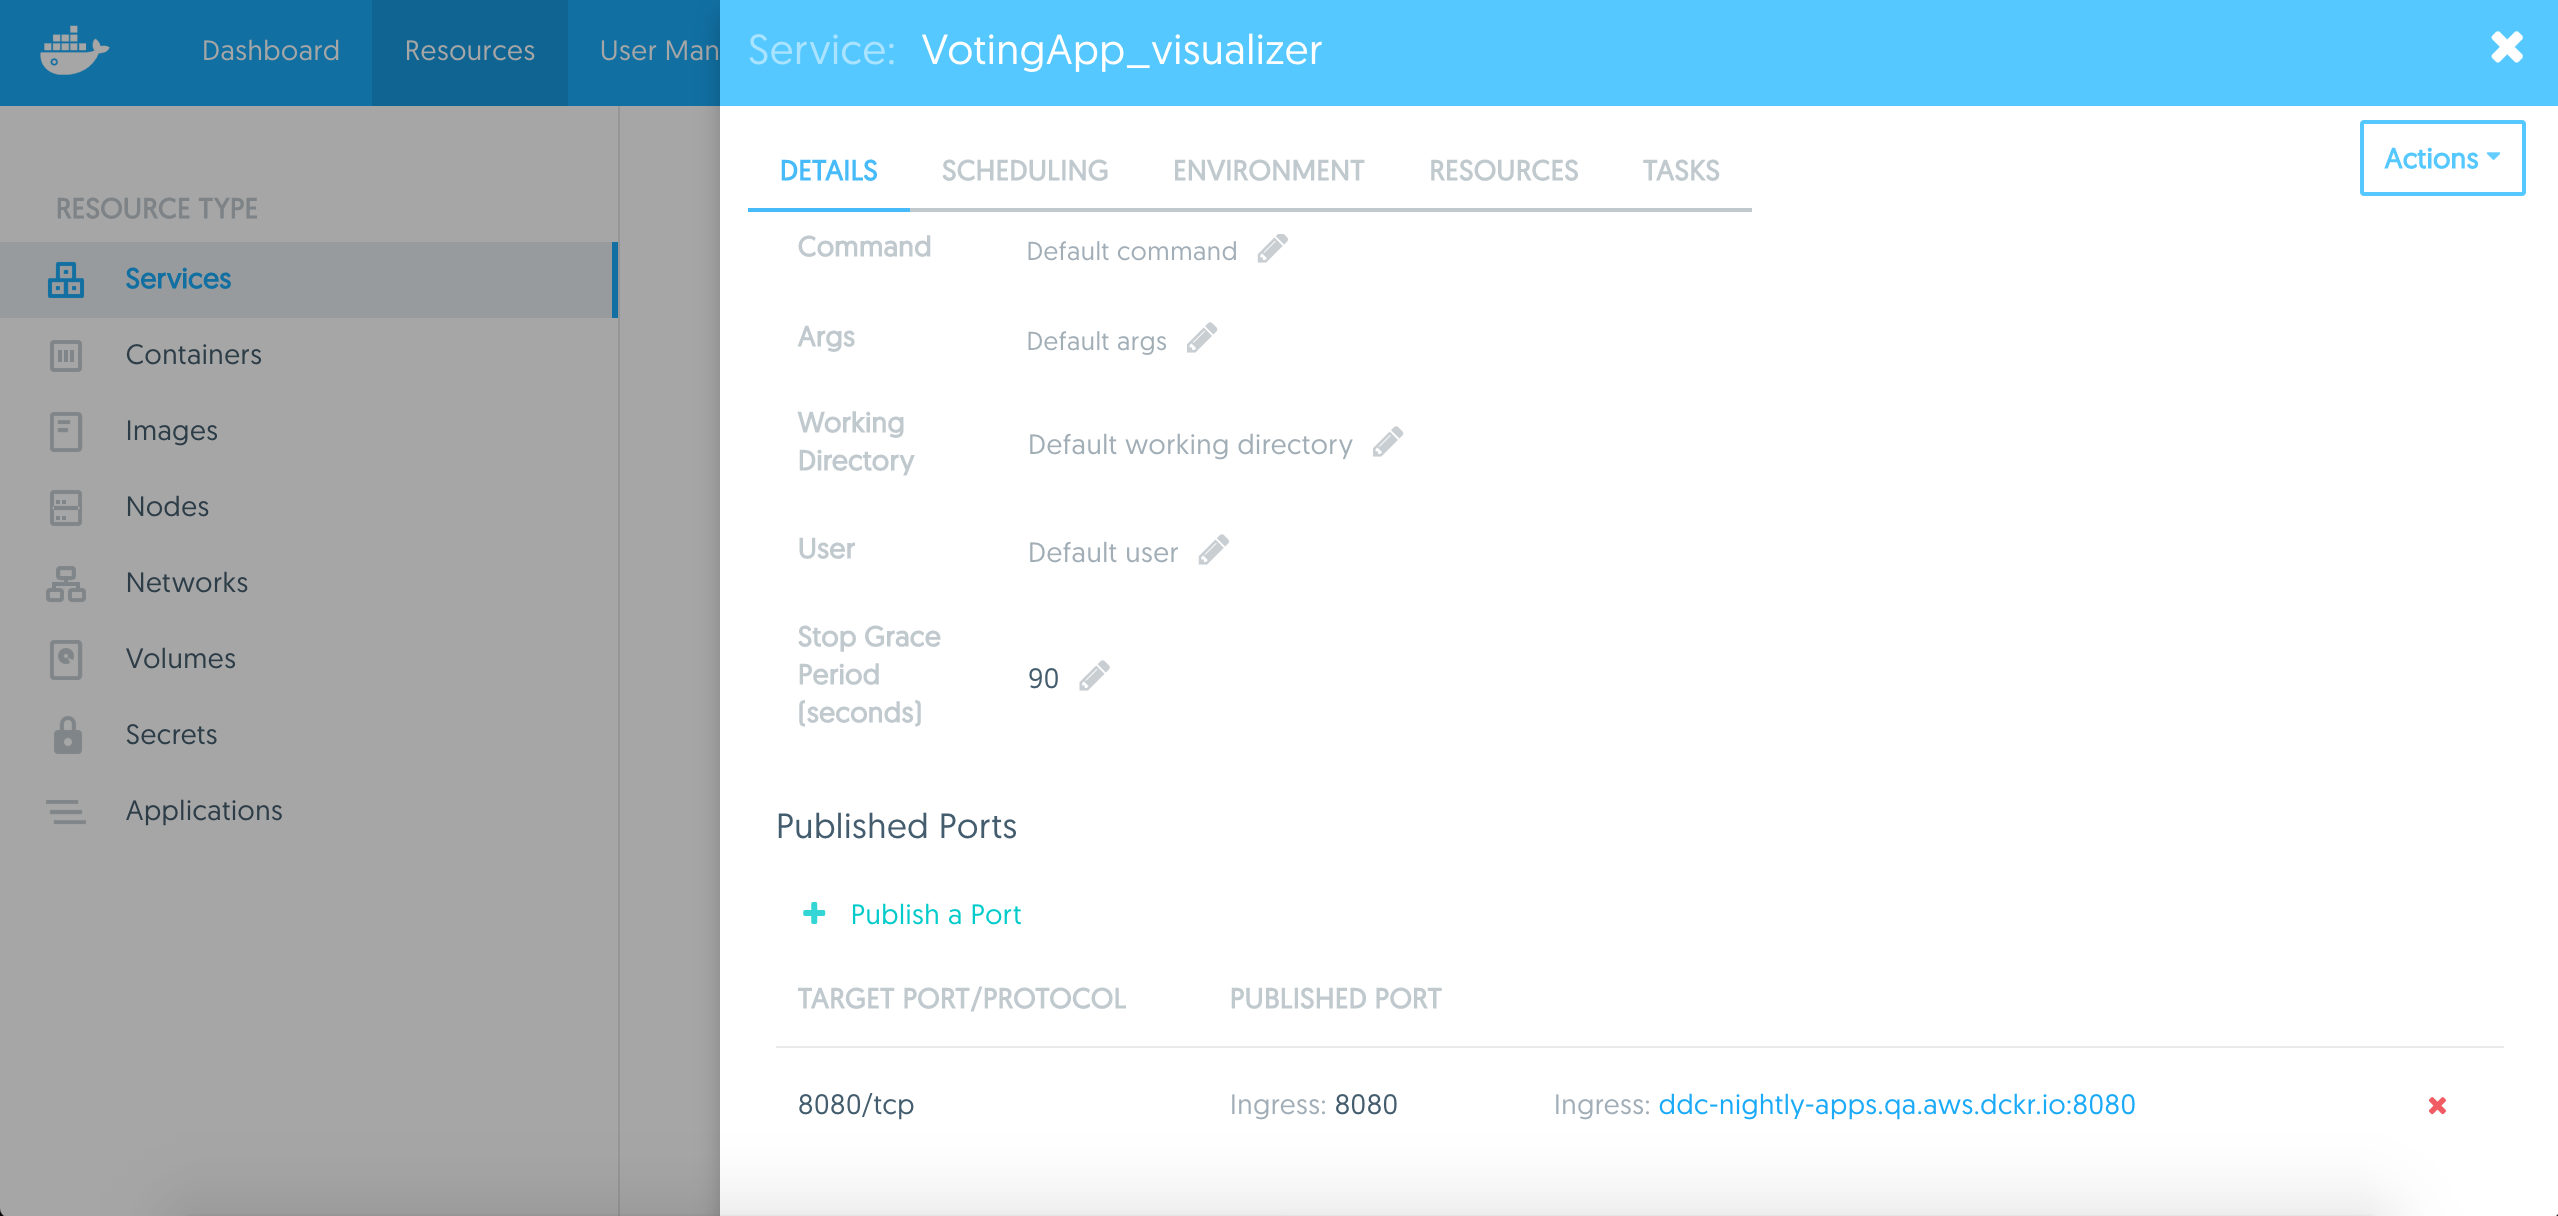 Dashboard
Resources
User Man
Service: VotingApp_visualizer
DETAILS
SCHEDULING
ENVIRONMENT
RESOURCES
TASKS
Actions
RESOURCE TYPE
Services
Containers
Images
Nodes
Networks
Volumes
Secrets
Applications
Command
Default command
Args
Default args
Working
Directory
Default working directory
User
Default user
Stop Grace
Period
(seconds)
90
Published Ports
Publish a Port
TARGET PORT/PROTOCOL
PUBLISHED PORT
8080/tcp
Ingress: 8080
Ingress: ddc-nightly-apps.qa.aws.dckr.io:8080